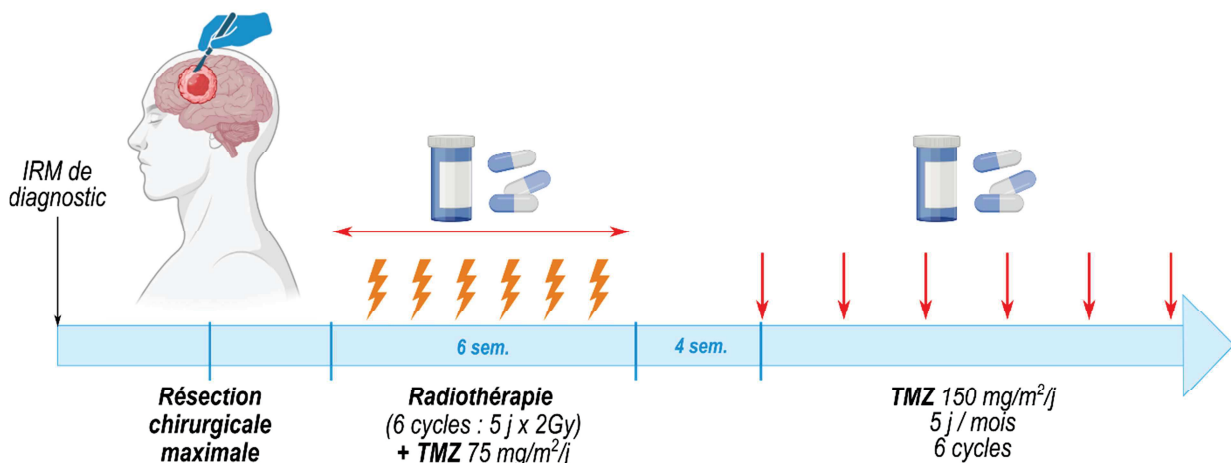 IRM de
diagnostic
6 sem.
4 sem.
Résection
chirurgicale
maximale
Radiothérapie
(6 cycles : 5 j x 2Gy)
+ TMZ 75 mg/m²/j
TMZ 150 mg/m²/j
5 j / mois
6 cycles